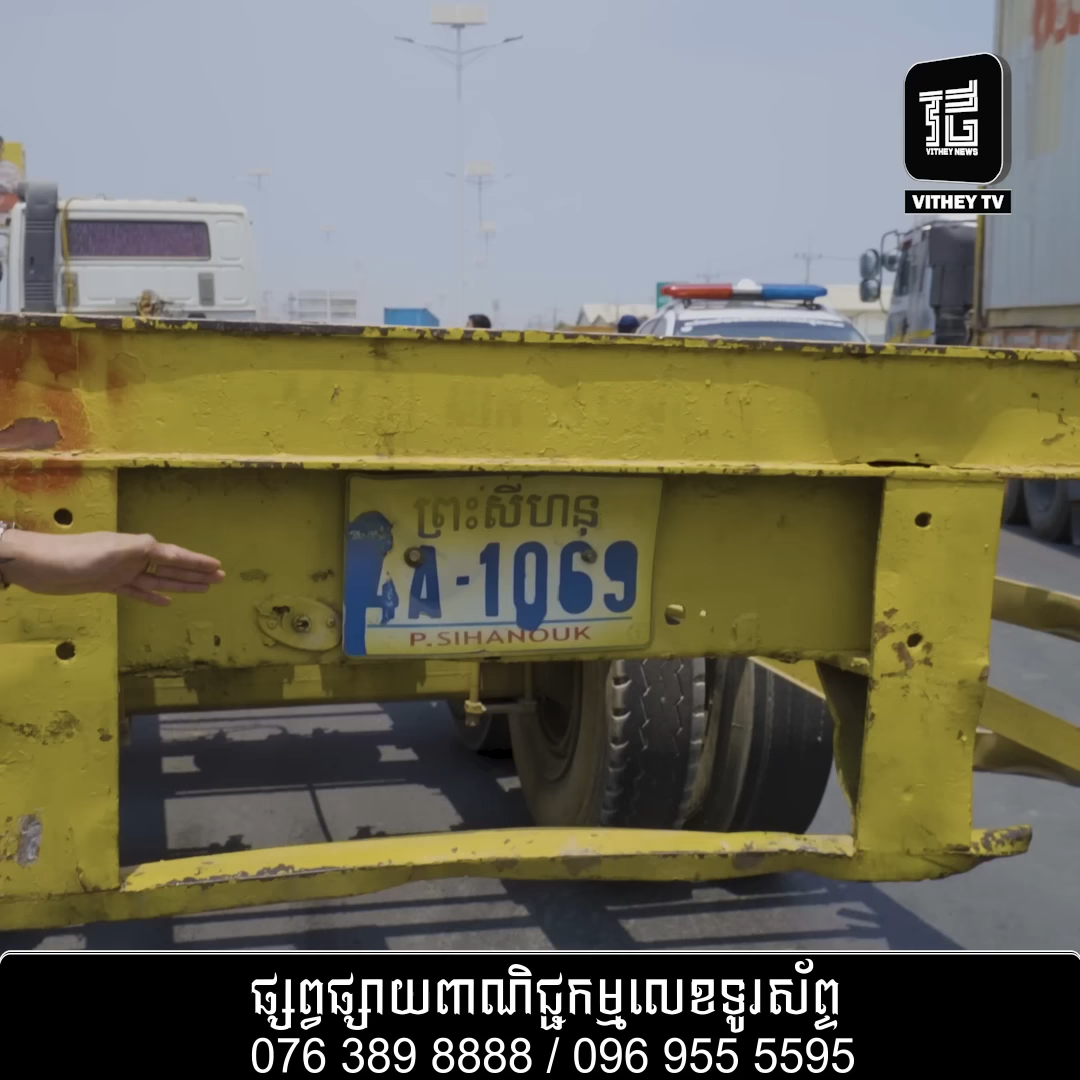 VITHEY NEWS
VITHEY TV
ព្រះសីហនុ
4A-1069
P.SIHANOUK
ផ្សព្វផ្សាយពាណិជ្ជកម្មលេខទូរស័ព្ទ
076 389 8888 / 096 955 5595